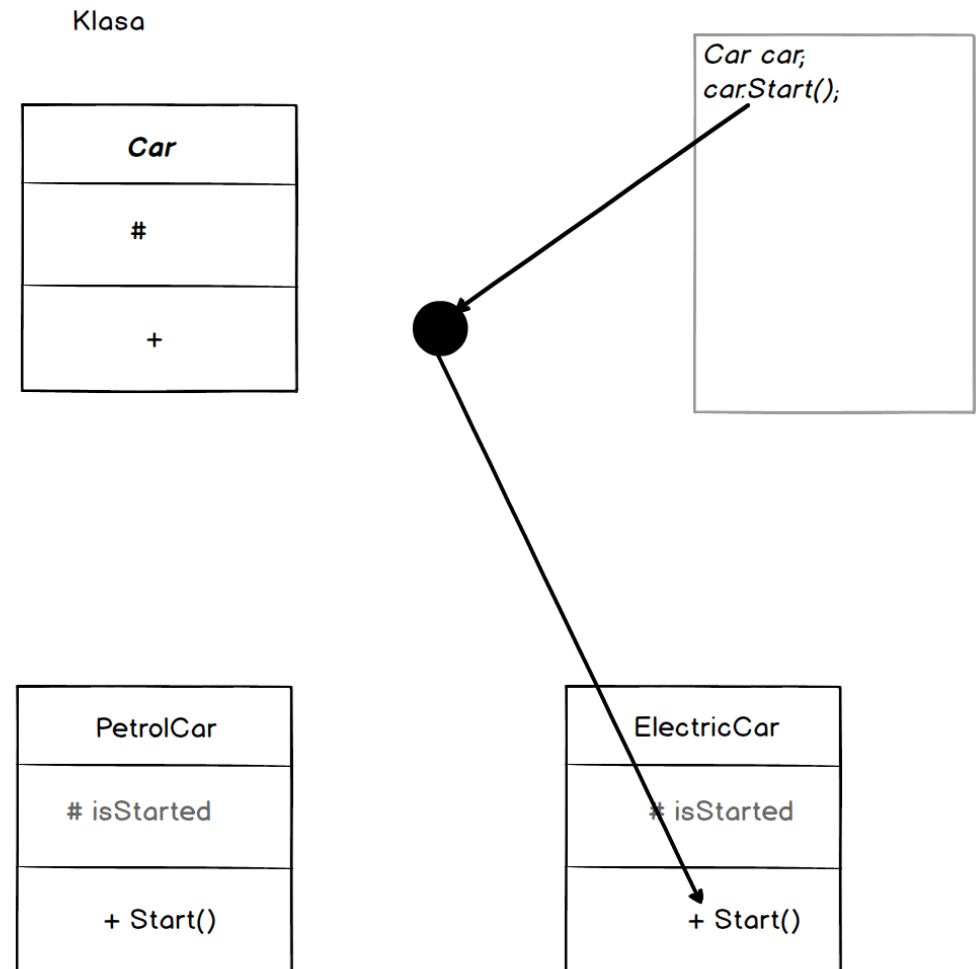 Klasa
Car car;
car.Start();
Car
#
+
PetrolCar
# isStarted
+ Start()
ElectricCar
# isStarted
+ Start()